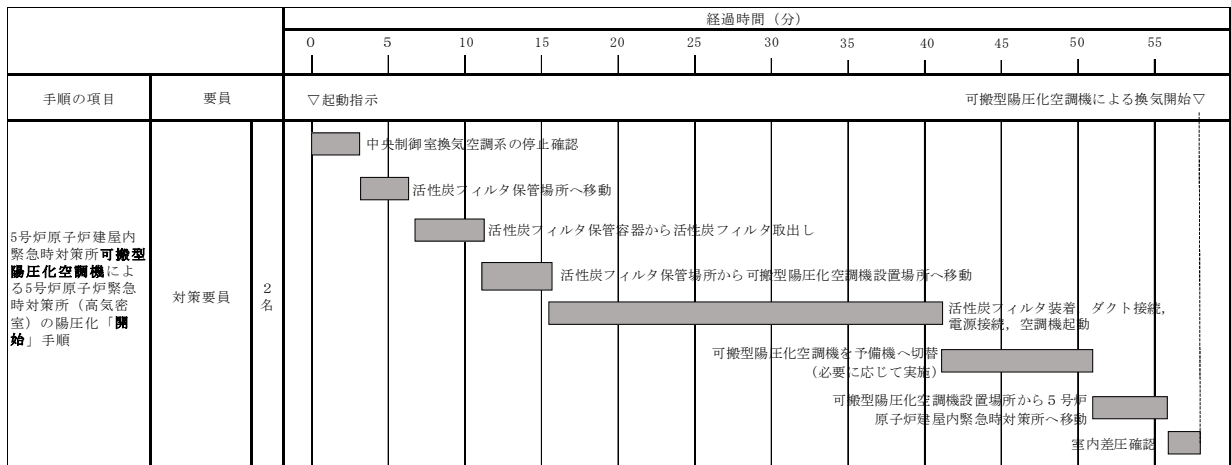 経過時間（分）
0 5 10 15 20 25 30 35 40 45 50 55
手順の項目 要員 ▽起動指示 可搬型陽圧化空調機による換気開始▽
5号炉原子炉建屋内
緊急時対策所可搬型
陽圧化空調機によ
る5号炉原子炉緊急
時対策所（高気密
室）の陽圧化「開
始」手順
対策要員
2
名
中央制御室換気空調系の停止確認
活性炭フィルタ保管場所へ移動
活性炭フィルタ保管容器から活性炭フィルタ取出し
活性炭フィルタ保管場所から可搬型陽圧化空調機設置場所へ移動
活性炭フィルタ装着，ダクト接続，
電源接続，空調機起動
可搬型陽圧化空調機を予備機へ切替
（必要に応じて実施）
可搬型陽圧化空調機設置場所から５号炉
原子炉建屋内緊急時対策所へ移動
室内差圧確認